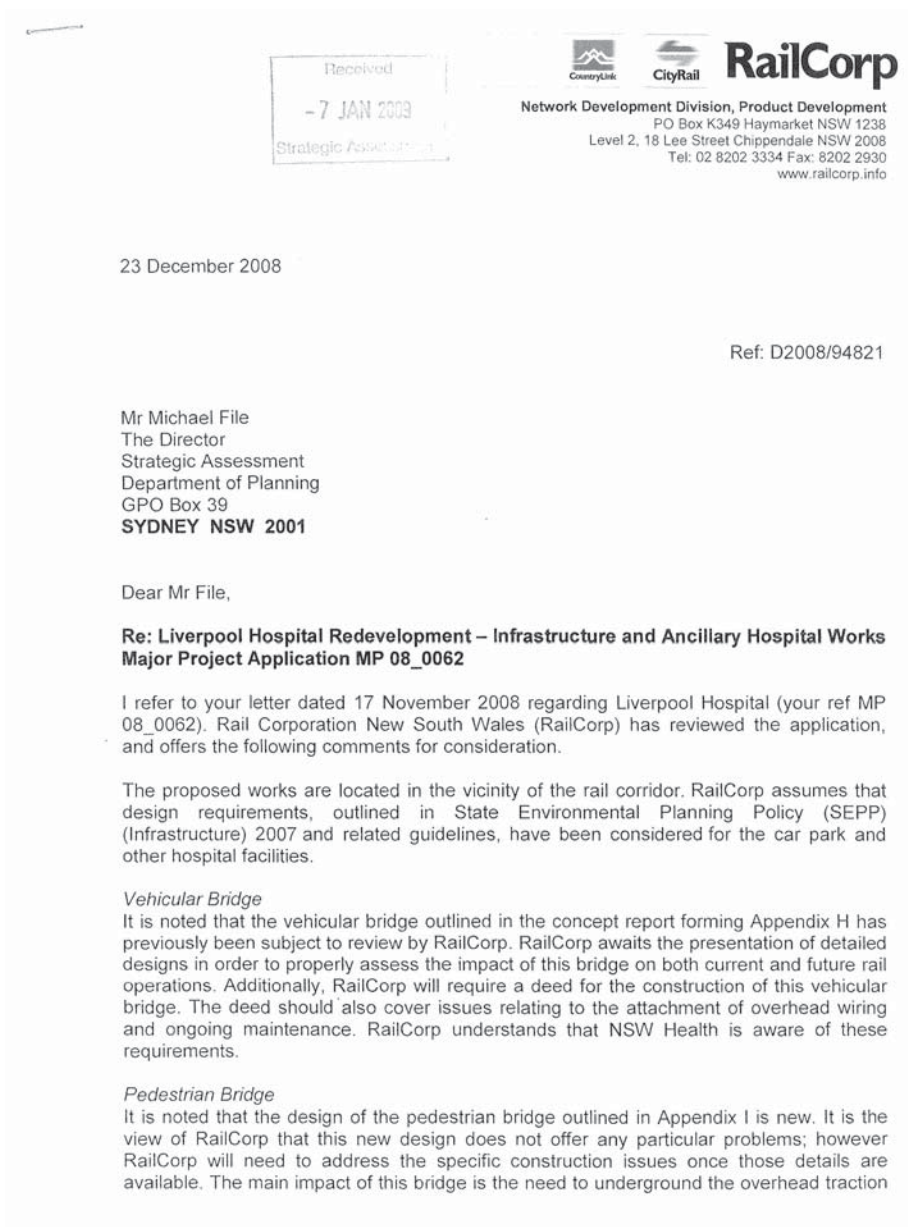 Received
-7 JAN 2009
Strategic
CountryLink
CityRail
RailCorp
Network Development Division, Product Development
PO Box K349 Haymarket NSW 1238
Level 2, 18 Lee Street Chippendale NSW 2008
Tel: 02 8202 3334 Fax: 8202 2930
www.railcorp.info
23 December 2008
Ref: D2008/94821
Mr Michael File
The Director
Strategic Assessment
Department of Planning
GPO Box 39
SYDNEY NSW 2001
Dear Mr File,
Re: Liverpool Hospital Redevelopment – Infrastructure and Ancillary Hospital Works
Major Project Application MP 08_0062
I refer to your letter dated 17 November 2008 regarding Liverpool Hospital (your ref MP
08_0062). Rail Corporation New South Wales (RailCorp) has reviewed the application,
and offers the following comments for consideration.
The proposed works are located in the vicinity of the rail corridor. RailCorp assumes that
design requirements, outlined in State Environmental Planning Policy (SEPP)
(Infrastructure) 2007 and related guidelines, have been considered for the car park and
other hospital facilities.
Vehicular Bridge
It is noted that the vehicular bridge outlined in the concept report forming Appendix H has
previously been subject to review by RailCorp. RailCorp awaits the presentation of detailed
designs in order to properly assess the impact of this bridge on both current and future rail
operations. Additionally, RailCorp will require a deed for the construction of this vehicular
bridge. The deed should also cover issues relating to the attachment of overhead wiring
and ongoing maintenance. RailCorp understands that NSW Health is aware of these
requirements.
Pedestrian Bridge
It is noted that the design of the pedestrian bridge outlined in Appendix I is new. It is the
view of RailCorp that this new design does not offer any particular problems; however
RailCorp will need to address the specific construction issues once those details are
available. The main impact of this bridge is the need to underground the overhead traction